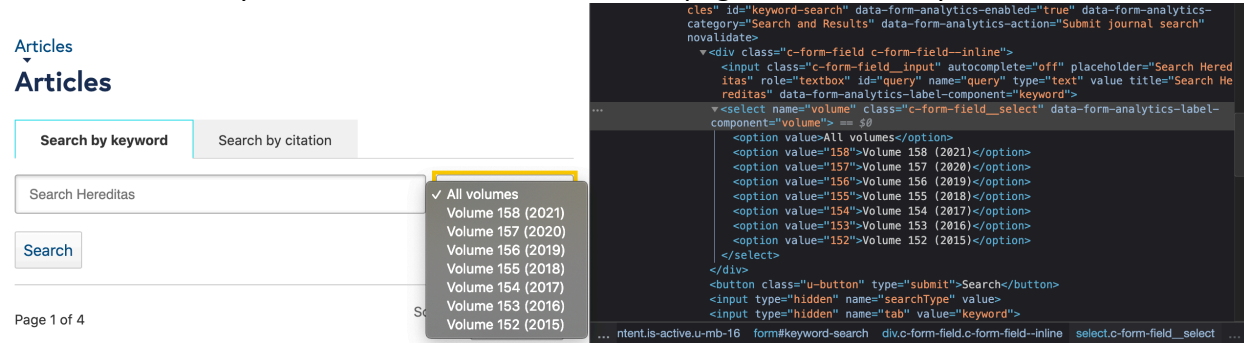 Articles
Articles
Search by keyword
Search by citation
Search Hereditas
✓ All volumes
Volume 158 (2021)
Volume 157 (2020)
Volume 156 (2019)
Volume 155 (2018)
Volume 154 (2017)
Volume 153 (2016)
Volume 152 (2015)
Search
Page 1 of 4
cles" id="keyword-search" data-form-analytics-enabled="true" data-form-analytics-
category="Search and Results" data-form-analytics-action="Submit journal search"
novalidate>
▼<div class="c-form-field c-form-field--inline">
<input class="c-form-field__input" autocomplete="off" placeholder="Search Hered
itas" role="textbox" id="query" name="query" type="text" value title="Search He
reditas" data-form-analytics-label-component="keyword">
... ▼<select name="volume" class="c-form-field__select" data-form-analytics-label-
component="volume"> == $0
<option value>All volumes</option>
<option value="158">Volume 158 (2021)</option>
<option value="157">Volume 157 (2020)</option>
<option value="156">Volume 156 (2019)</option>
<option value="155">Volume 155 (2018)</option>
<option value="154">Volume 154 (2017)</option>
<option value="153">Volume 153 (2016)</option>
<option value="152">Volume 152 (2015)</option>
</select>
</div>
<button class="u-button" type="submit">Search</button>
<input type="hidden" name="searchType" value>
<input type="hidden" name="tab" value="keyword">
... ntent.is-active.u-mb-16 form#keyword-search div.c-form-field.c-form-field--inline select.c-form-field__select ...